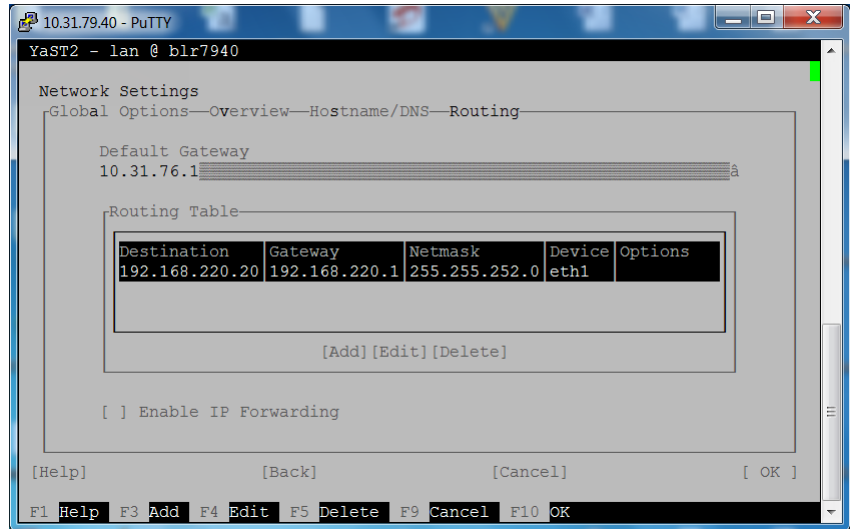 10.31.79.40 - PuTTY
YaST2 - lan @ blr7940
Network Settings
Global Options—Overview—Hostname/DNS—Routing
Default Gateway
10.31.76.1▒▒▒▒▒▒▒▒▒▒▒▒▒▒▒▒▒▒▒▒â
Routing Table
Destination Gateway Netmask Device Options
192.168.220.20 192.168.220.1 255.255.252.0 eth1
[Add][Edit][Delete]
[ ] Enable IP Forwarding
[Help] [Back] [Cancel] [ OK ]
F1 Help F3 Add F4 Edit F5 Delete F9 Cancel F10 OK